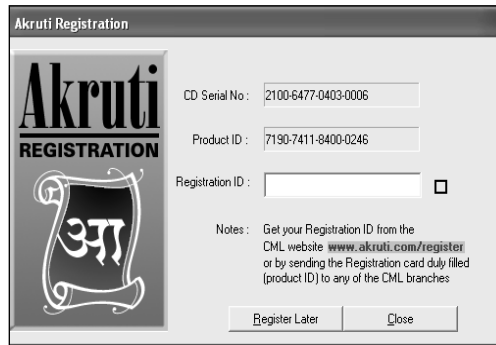 Akruti Registration
Akruti
REGISTRATION
आ
CD Serial No : 2100-6477-0403-0006
Product ID : 7190-7411-8400-0246
Registration ID :
Notes : Get your Registration ID from the
CML website www.akruti.com/register
or by sending the Registration card duly filled
(product ID) to any of the CML branches
Register Later Close